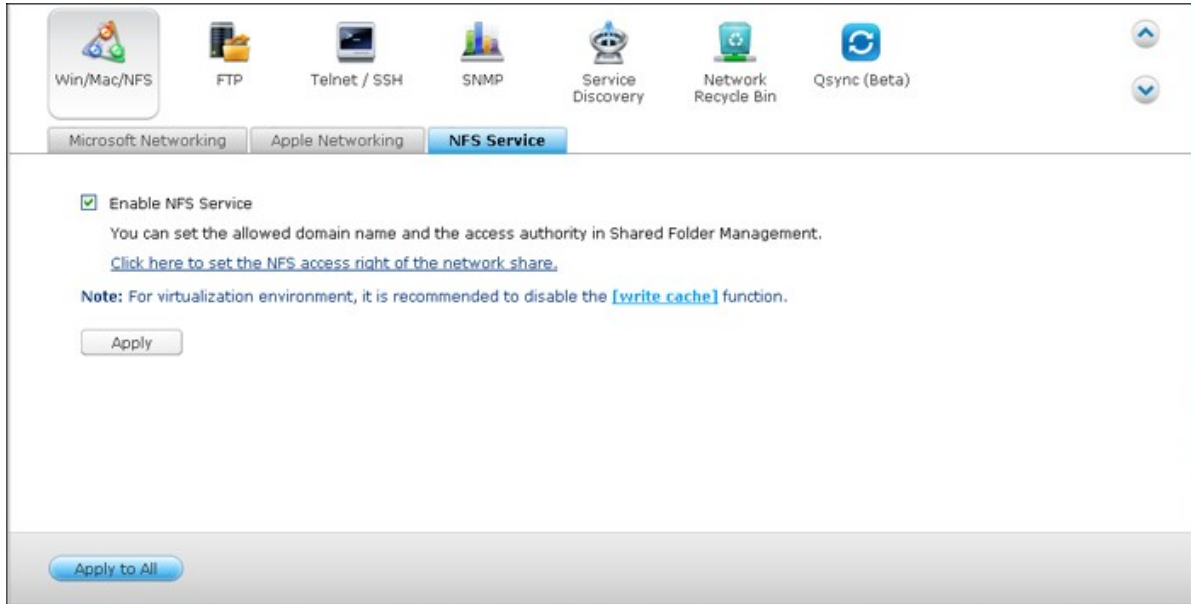 Win/Mac/NFS
FTP
Telnet / SSH
SNMP
Service
Discovery
Network
Recycle Bin
Qsync (Beta)
Microsoft Networking
Apple Networking
NFS Service
Enable NFS Service
You can set the allowed domain name and the access authority in Shared Folder Management.
Click here to set the NFS access right of the network share.
Note: For virtualization environment, it is recommended to disable the [write cache] function.
Apply
Apply to All